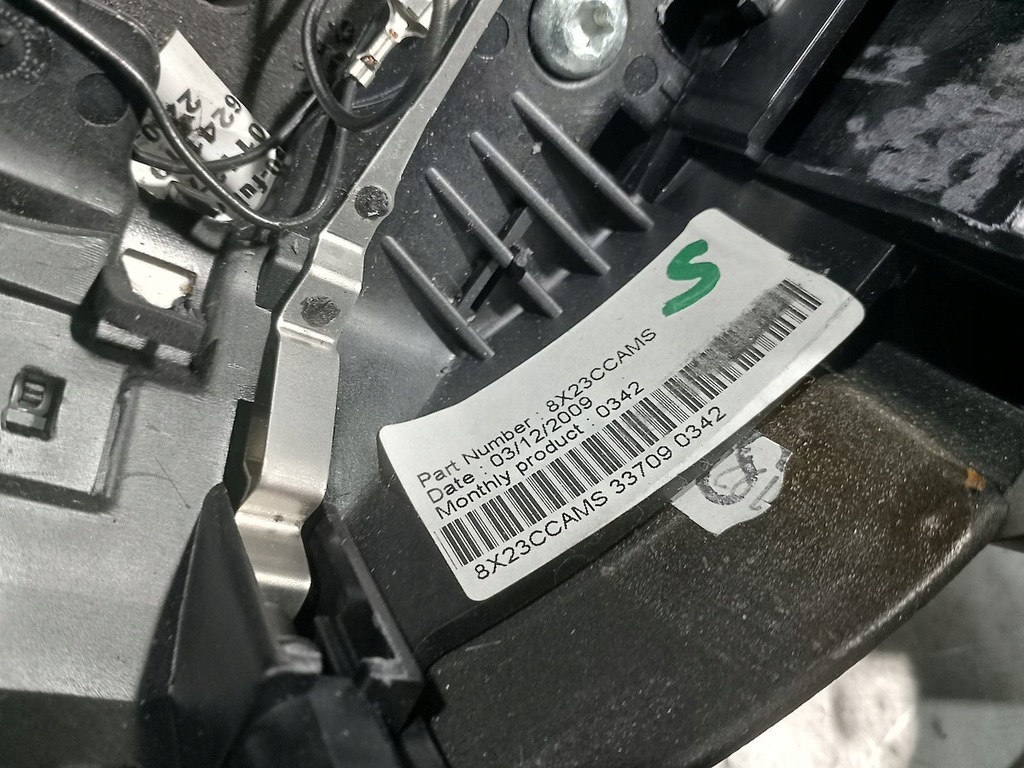 S
Part Number : 8X23CCAMS
Date : 03/12/2009
Monthly product : 0342
8X23CCAMS 33709 0342